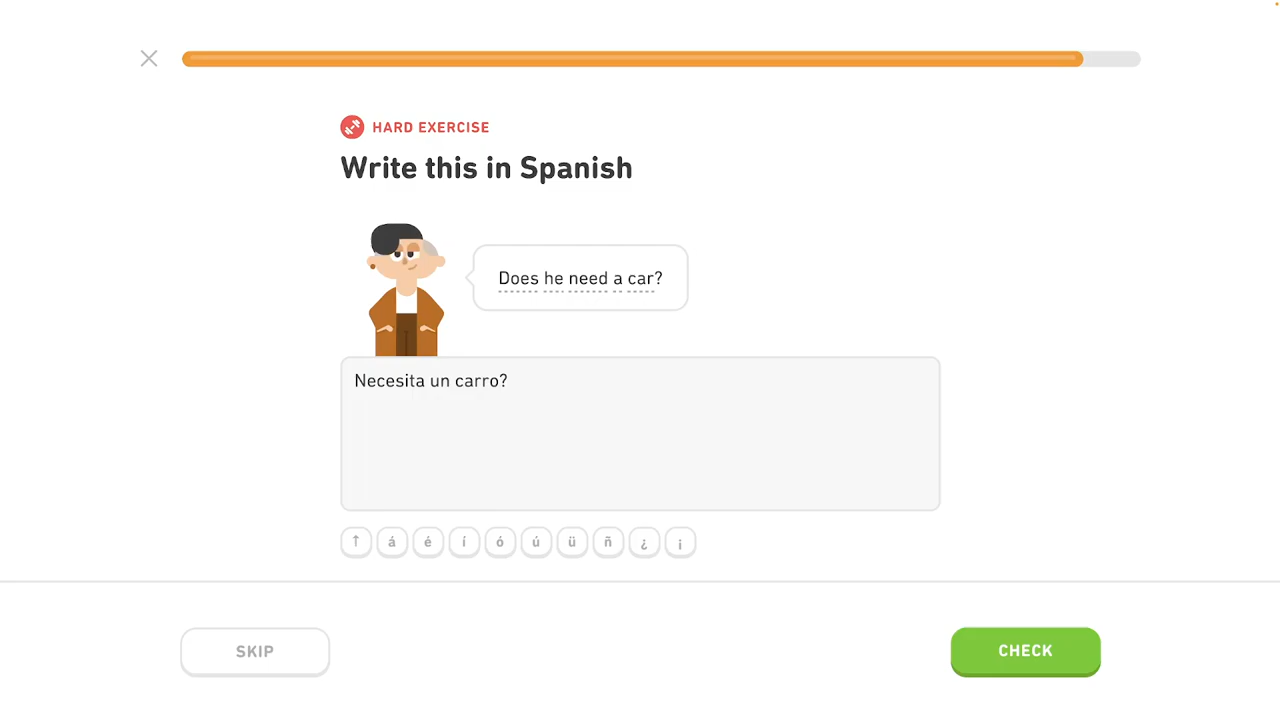 HARD EXERCISE
Write this in Spanish
Does he need a car?
Necesita un carro?
↑ á é í ó ú ü ñ ¿ ¡
SKIP
CHECK